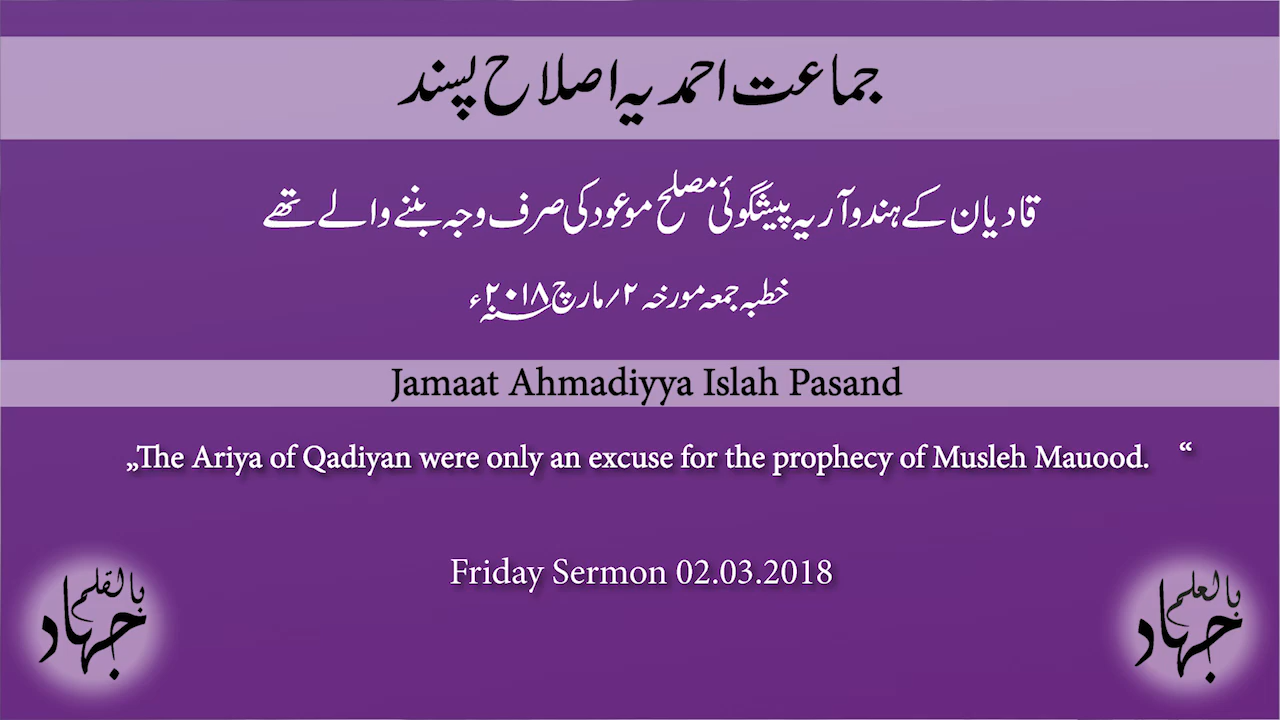 جماعت احمدیہ اصلاح پسند
قادیان کے ہندو آریہ پیشگوئی مصلح موعود کی صرف وجہ بننے والے تھے
خطبہ جمعہ مورخہ ۲؍مارچ ۲۰۱۸؁ء
Jamaat Ahmadiyya Islah Pasand
„The Ariya of Qadiyan were only an excuse for the prophecy of Musleh Mauood. “
Friday Sermon 02.03.2018
جہاد بالقلم
جہاد بالعلم